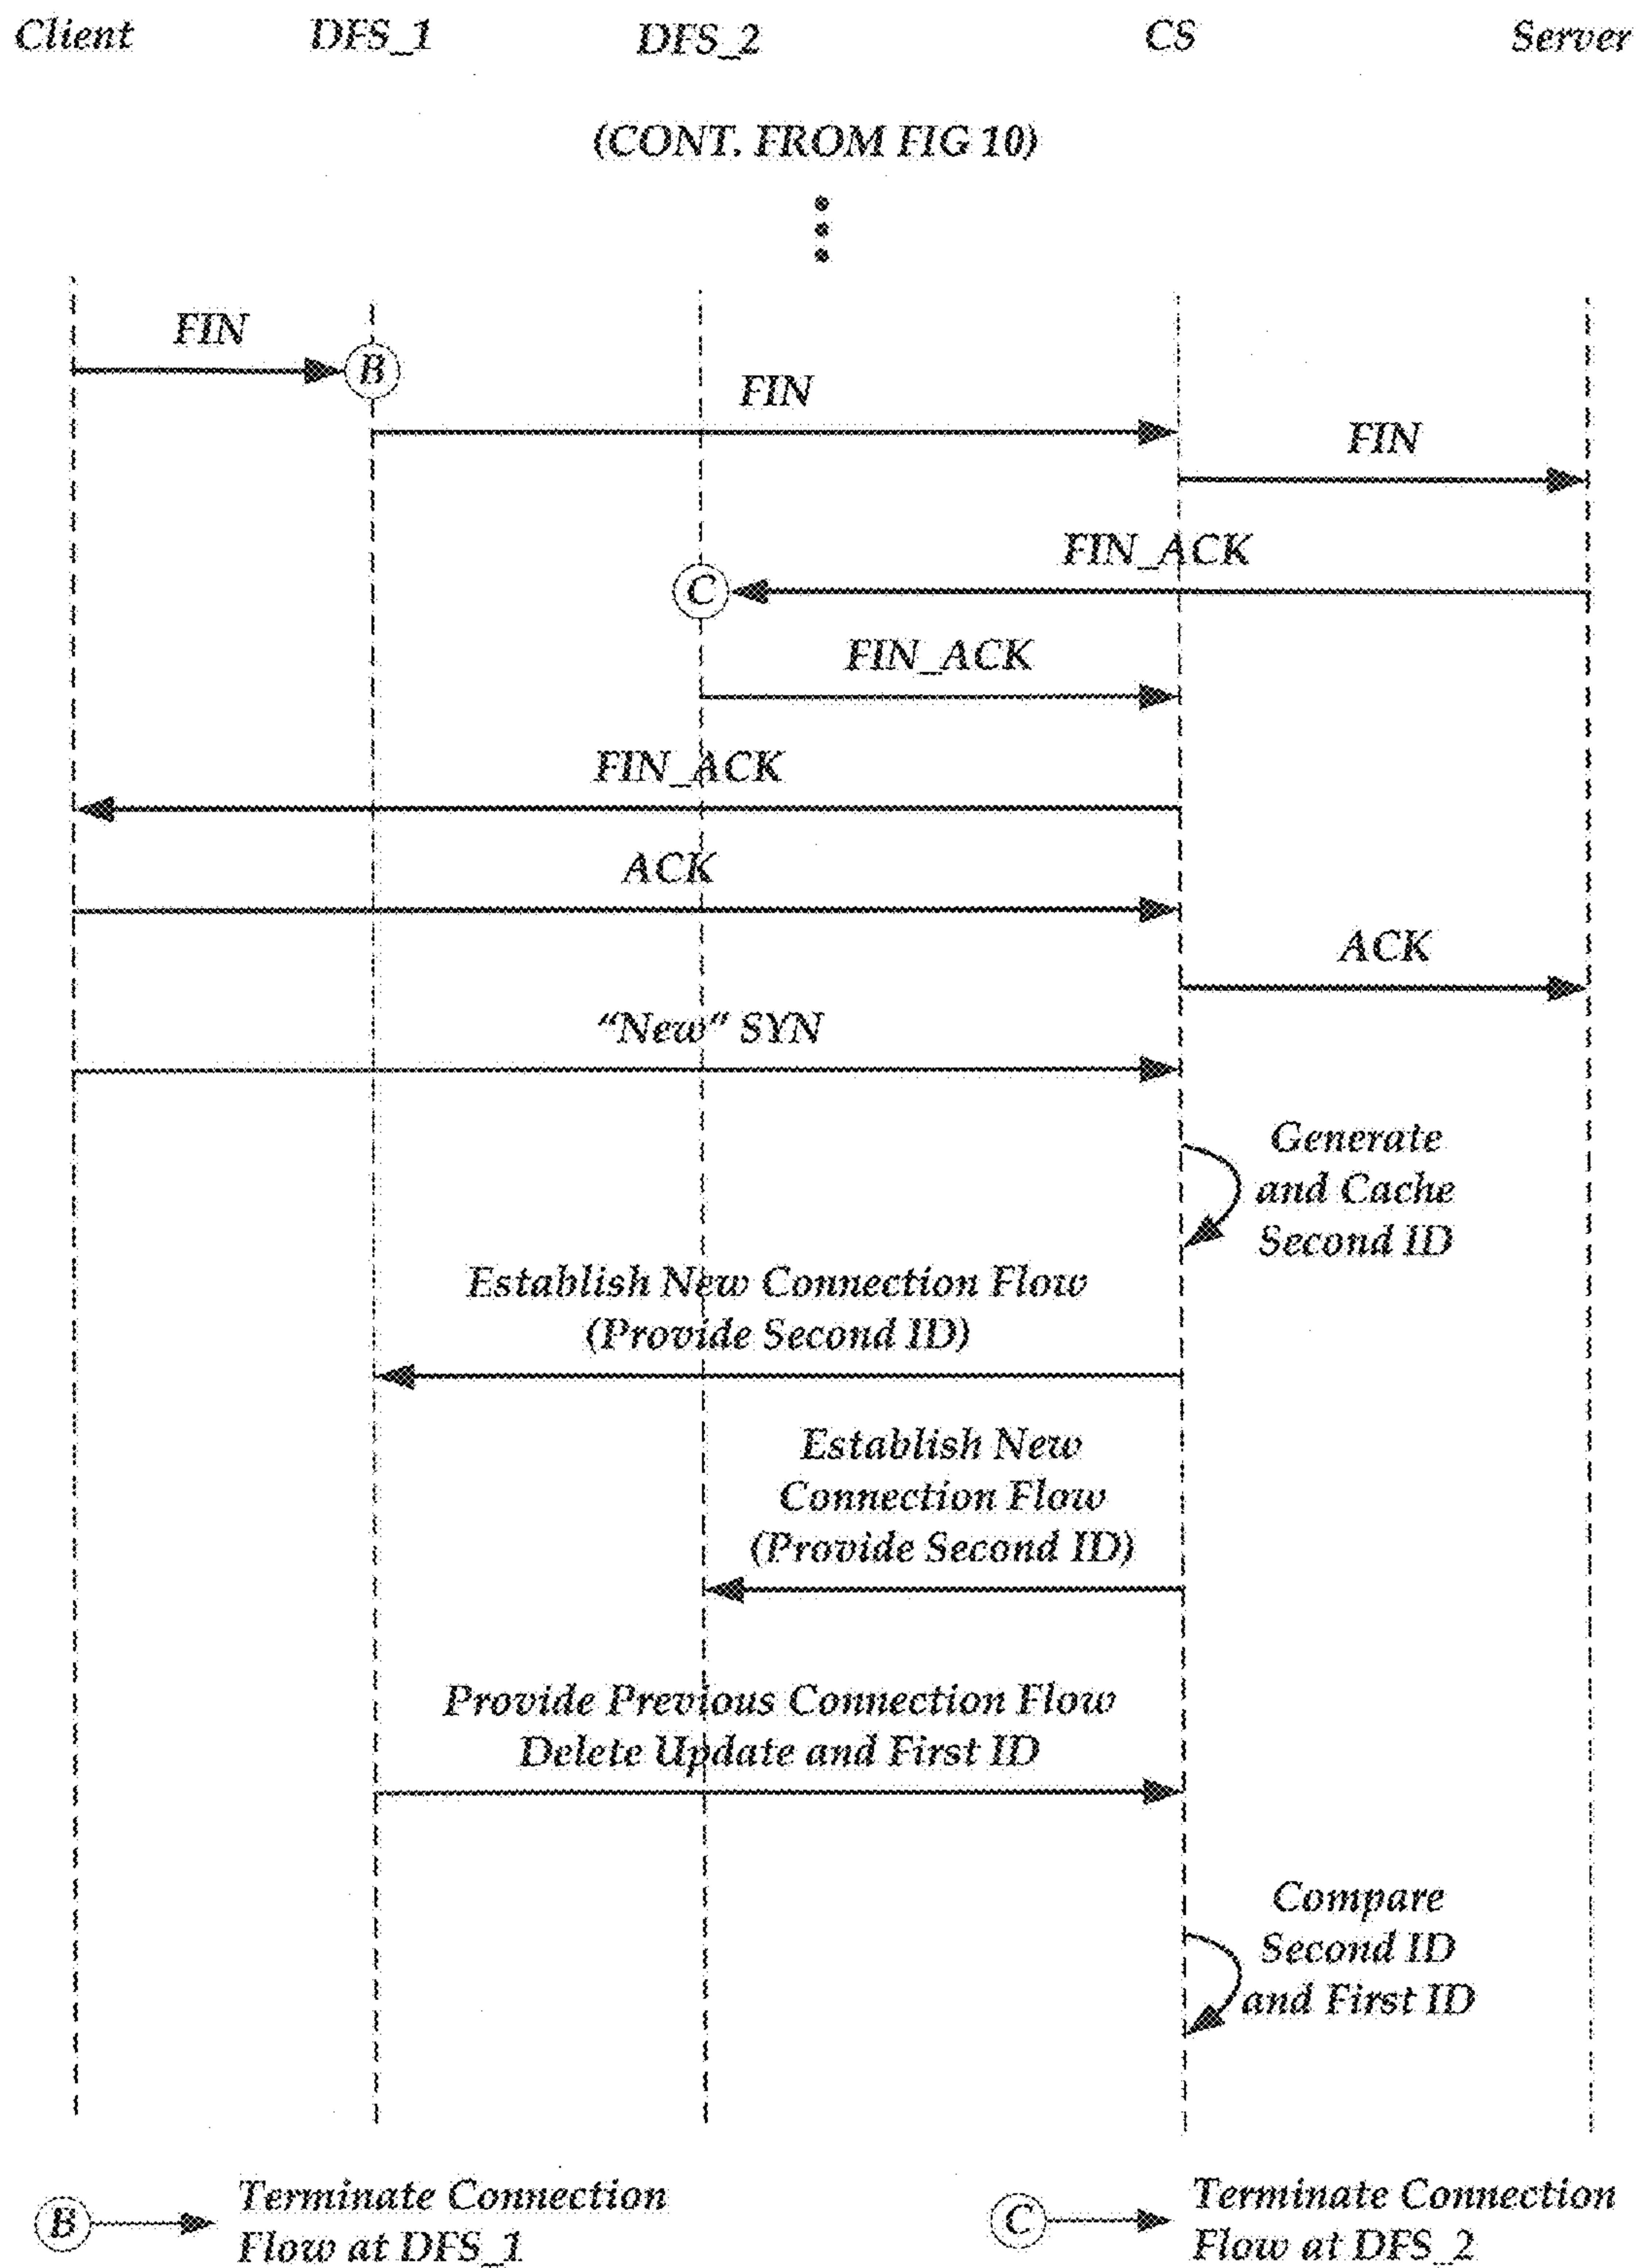 Client DFS_1 DFS_2 CS Server
(CONT. FROM FIG 10)
FIN
B
FIN
FIN
FIN_ACK
C
FIN_ACK
FIN_ACK
ACK
ACK
“New” SYN
Generate
and Cache
Second ID
Establish New Connection Flow
(Provide Second ID)
Establish New
Connection Flow
(Provide Second ID)
Provide Previous Connection Flow
Delete Update and First ID
Compare
Second ID
and First ID
B Terminate Connection
Flow at DFS_1
C Terminate Connection
Flow at DFS_2